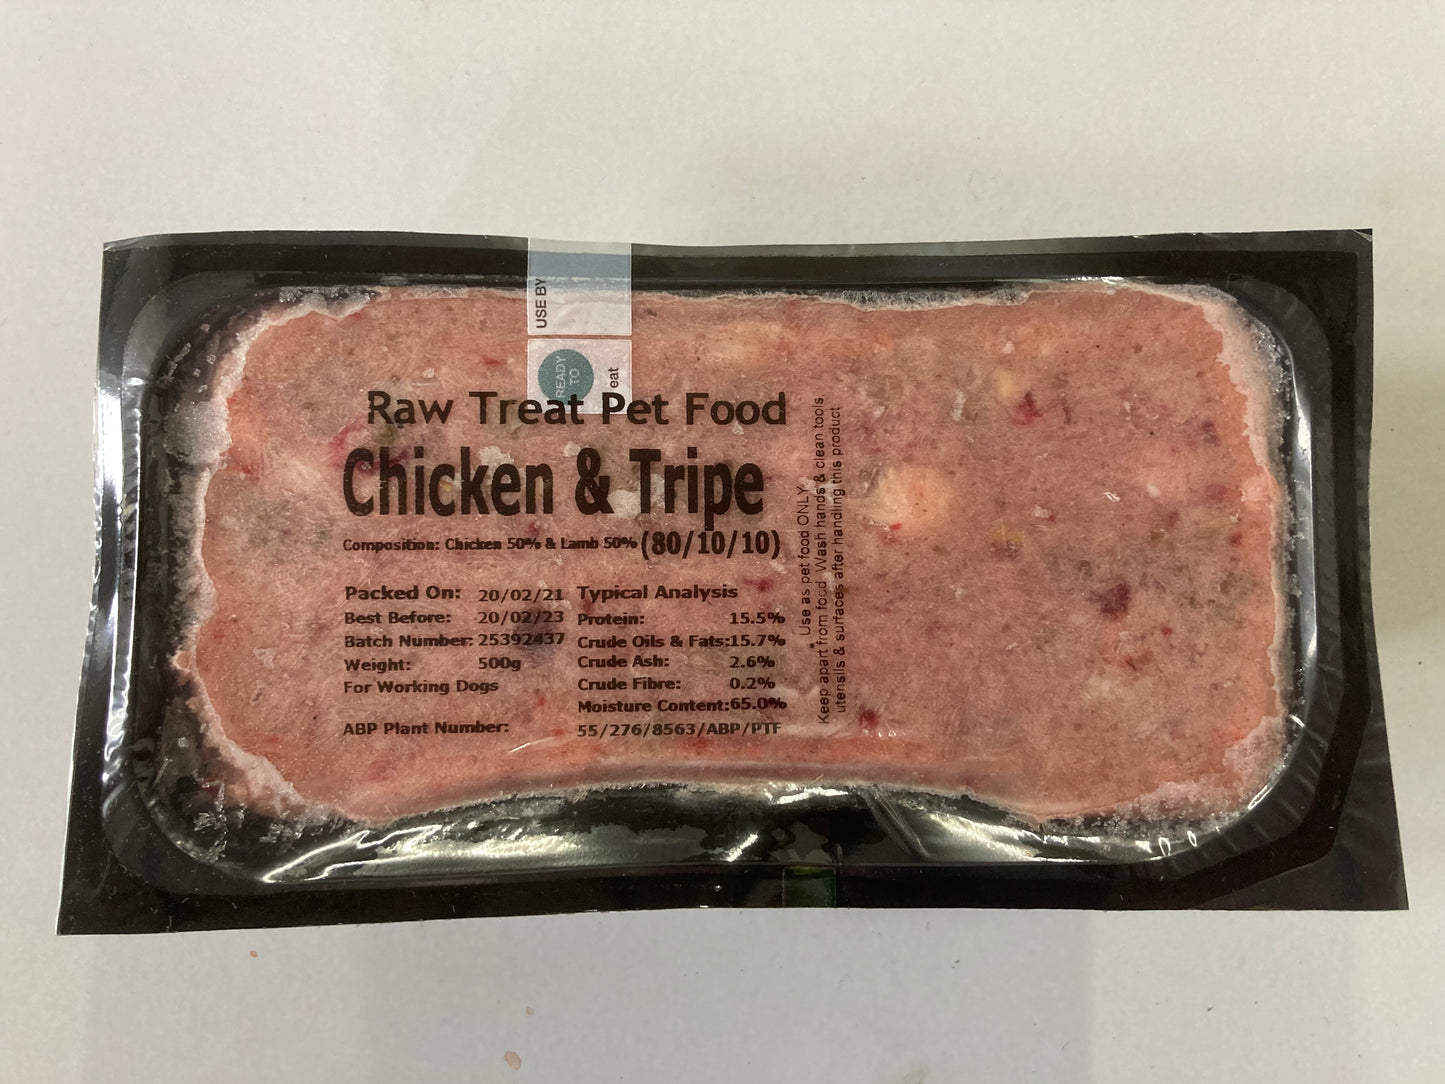 USE BY
READY
TO
eat
Raw Treat Pet Food
Chicken & Tripe
Composition: Chicken 50% & Lamb 50% (80/10/10)
Packed On: 20/02/21
Best Before: 20/02/23
Batch Number: 25392437
Weight: 500g
For Working Dogs
ABP Plant Number: 55/276/8563/ABP/PTF
Typical Analysis
Protein: 15.5%
Crude Oils & Fats:15.7%
Crude Ash: 2.6%
Crude Fibre: 0.2%
Moisture Content:65.0%
Use as pet food ONLY
Keep apart from food. Wash hands & clean tools,
utensils & surfaces after handling this product